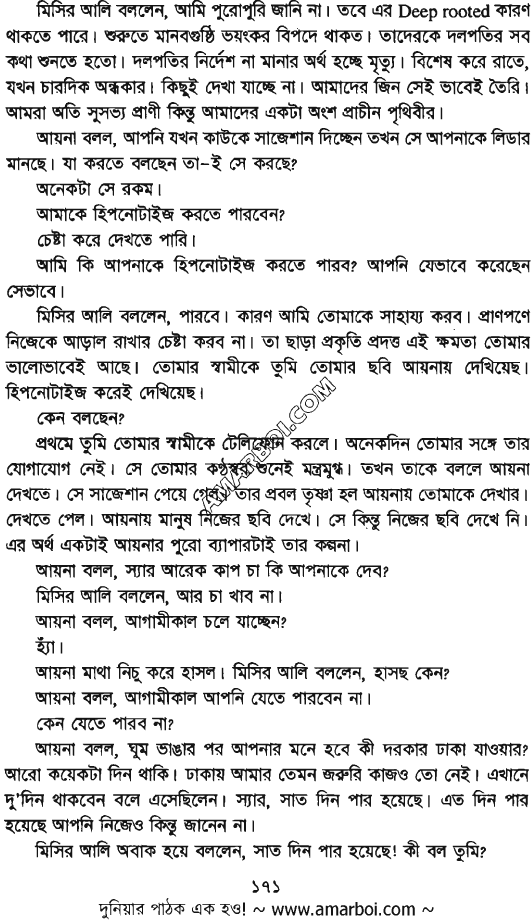 মিসির আলি বললেন, আমি পুরোপুরি জানি না। তবে এর Deep rooted কারণ
থাকতে পারে। শুরুতে মানবগুষ্ঠি ভয়ংকর বিপদে থাকত। তাদেরকে দলপতির সব
কথা শুনতে হতো। দলপতির নির্দেশ না মানার অর্থ হচ্ছে মৃত্যু। বিশেষ করে রাতে,
যখন চারদিক অন্ধকার। কিছুই দেখা যাচ্ছে না। আমাদের জিন সেই ভাবেই তৈরি।
আমরা অতি সুসভ্য প্রাণী কিন্তু আমাদের একটা অংশ প্রাচীন পৃথিবীর।
আয়না বলল, আপনি যখন কাউকে সাজেশান দিচ্ছেন তখন সে আপনাকে লিডার
মানছে। যা করতে বলছেন তা-ই সে করছে?
অনেকটা সে রকম।
আমাকে হিপনোটাইজ করতে পারবেন?
চেষ্টা করে দেখতে পারি।
আমি কি আপনাকে হিপনোটাইজ করতে পারব? আপনি যেভাবে করেছেন
সেভাবে।
মিসির আলি বললেন, পারবে। কারণ আমি তোমাকে সাহায্য করব। প্রাণপণে
নিজেকে আড়াল রাখার চেষ্টা করব না। তা ছাড়া প্রকৃতি প্রদত্ত এই ক্ষমতা তোমার
ভালোভাবেই আছে। তোমার স্বামীকে তুমি তোমার ছবি আয়নায় দেখিয়েছ।
হিপনোটাইজ করেই দেখিয়েছ।
কেন বলছেন?
প্রথমে তুমি তোমার স্বামীকে টেলিফোন করলে। অনেকদিন তোমার সঙ্গে তার
যোগাযোগ নেই। সে তোমার কণ্ঠস্বর শুনেই মন্ত্রমুগ্ধ। তখন তাকে বললে আয়না
দেখতে। সে সাজেশান পেয়ে গেল। তার প্রবল তৃষ্ণা হল আয়নায় তোমাকে দেখার।
দেখতে পেল। আয়নায় মানুষ নিজের ছবি দেখে। সে কিন্তু নিজের ছবি দেখে নি।
এর অর্থ একটাই আয়নার পুরো ব্যাপারটাই তার কল্পনা।
আয়না বলল, স্যার আরেক কাপ চা কি আপনাকে দেব?
মিসির আলি বললেন, আর চা খাব না।
আয়না বলল, আগামীকাল চলে যাচ্ছেন?
হ্যাঁ।
আয়না মাথা নিচু করে হাসল। মিসির আলি বললেন, হাসছ কেন?
আয়না বলল, আগামীকাল আপনি যেতে পারবেন না।
কেন যেতে পারব না?
আয়না বলল, ঘুম ভাঙার পর আপনার মনে হবে কী দরকার ঢাকা যাওয়ার?
আরো কয়েকটা দিন থাকি। ঢাকায় আমার তেমন জরুরি কাজও তো নেই। এখানে
দু'দিন থাকবেন বলে এসেছিলেন। স্যার, সাত দিন পার হয়েছে। এত দিন পার
হয়েছে আপনি নিজেও কিন্তু জানেন না।
মিসির আলি অবাক হয়ে বললেন, সাত দিন পার হয়েছে! কী বল তুমি?
১৭১
দুনিয়ার পাঠক এক হও! ~ www.amarboi.com ~
AMARBOI.COM